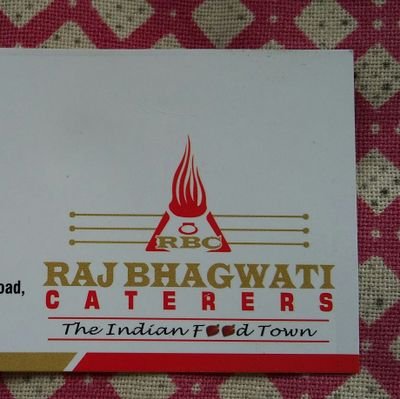 RBC
RAJ BHAGWATI
CATERERS
oad,
The Indian Food Town